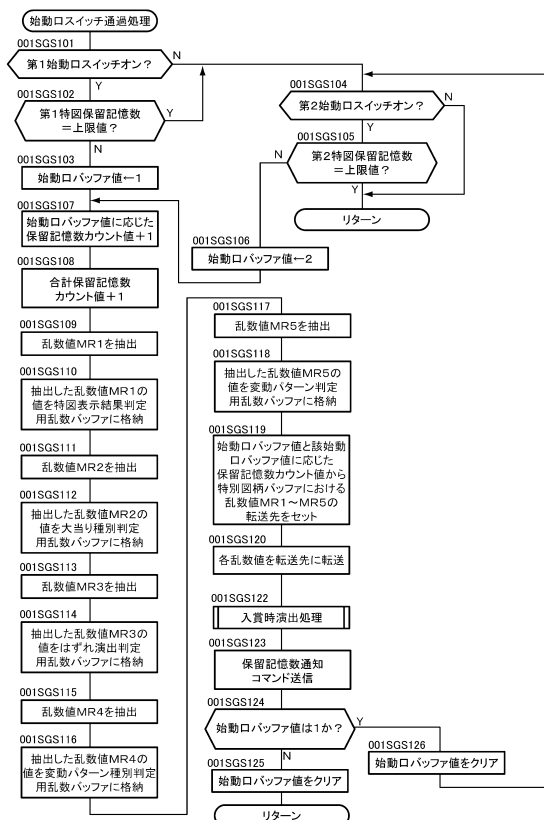 始動口スイッチ通過処理
001SGS101
第1始動口スイッチオン？
N
Y
001SGS102
第1特図保留記憶数
＝上限値？
Y
N
001SGS103
始動口バッファ値←1
001SGS104
第2始動口スイッチオン？
N
Y
001SGS105
第2特図保留記憶数
＝上限値？
N
Y
リターン
001SGS106
始動口バッファ値←2
001SGS107
始動口バッファ値に応じた
保留記憶数カウント値＋1
001SGS108
合計保留記憶数
カウント値＋1
001SGS109
乱数値MR1を抽出
001SGS110
抽出した乱数値MR1の
値を特図表示結果判定
用乱数バッファに格納
001SGS111
乱数値MR2を抽出
001SGS112
抽出した乱数値MR2の
値を大当り種別判定
用乱数バッファに格納
001SGS113
乱数値MR3を抽出
001SGS114
抽出した乱数値MR3の
値をはずれ演出判定
用乱数バッファに格納
001SGS115
乱数値MR4を抽出
001SGS116
抽出した乱数値MR4の
値を変動パターン種別判定
用乱数バッファに格納
001SGS117
乱数値MR5を抽出
001SGS118
抽出した乱数値MR5の
値を変動パターン判定
用乱数バッファに格納
001SGS119
始動口バッファ値と該始動
口バッファ値に応じた
保留記憶数カウント値から
特別図柄バッファにおける
乱数値MR1～MR5の
転送先をセット
001SGS120
各乱数値を転送先に転送
001SGS122
入賞時演出処理
001SGS123
保留記憶数通知
コマンド送信
001SGS124
始動口バッファ値は1か？
Y
N
001SGS125
始動口バッファ値をクリア
001SGS126
始動口バッファ値をクリア
リターン